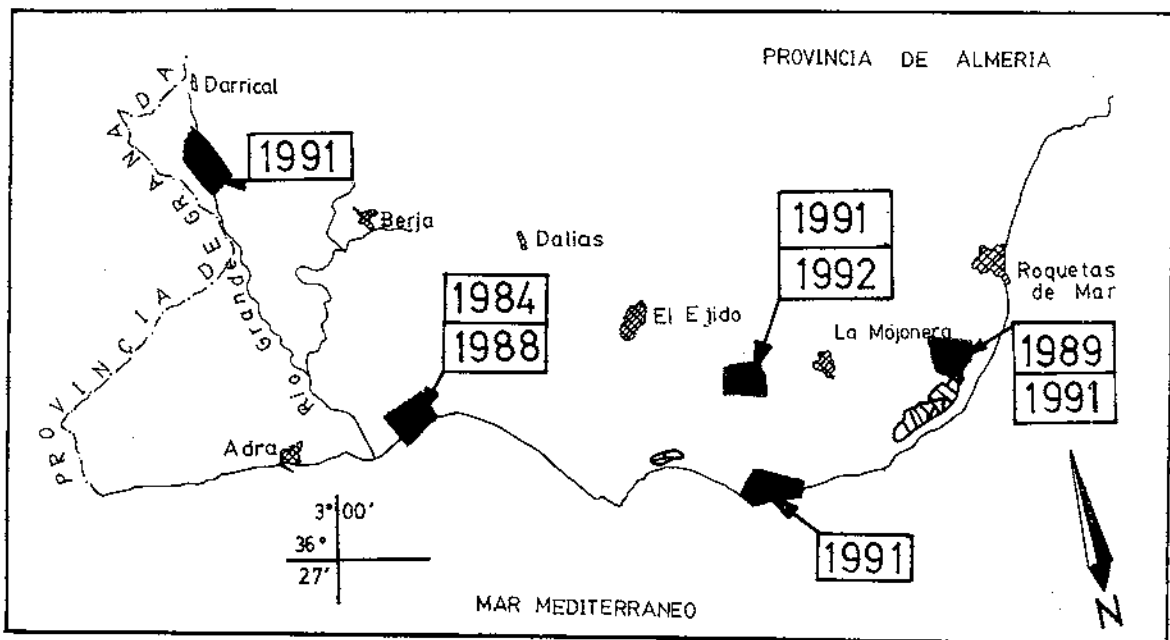 PROVINCIA DE ALMERIA
Darrical
PROVINCIA DE GRANADA
1991
Berja
Dalias
1991
1992
Roquetas
de Mar
1984
1988
El Ejido
La Mojonera
1989
1991
Rio Grande
Adra
3° 00'
36°
27'
1991
MAR MEDITERRANEO
N